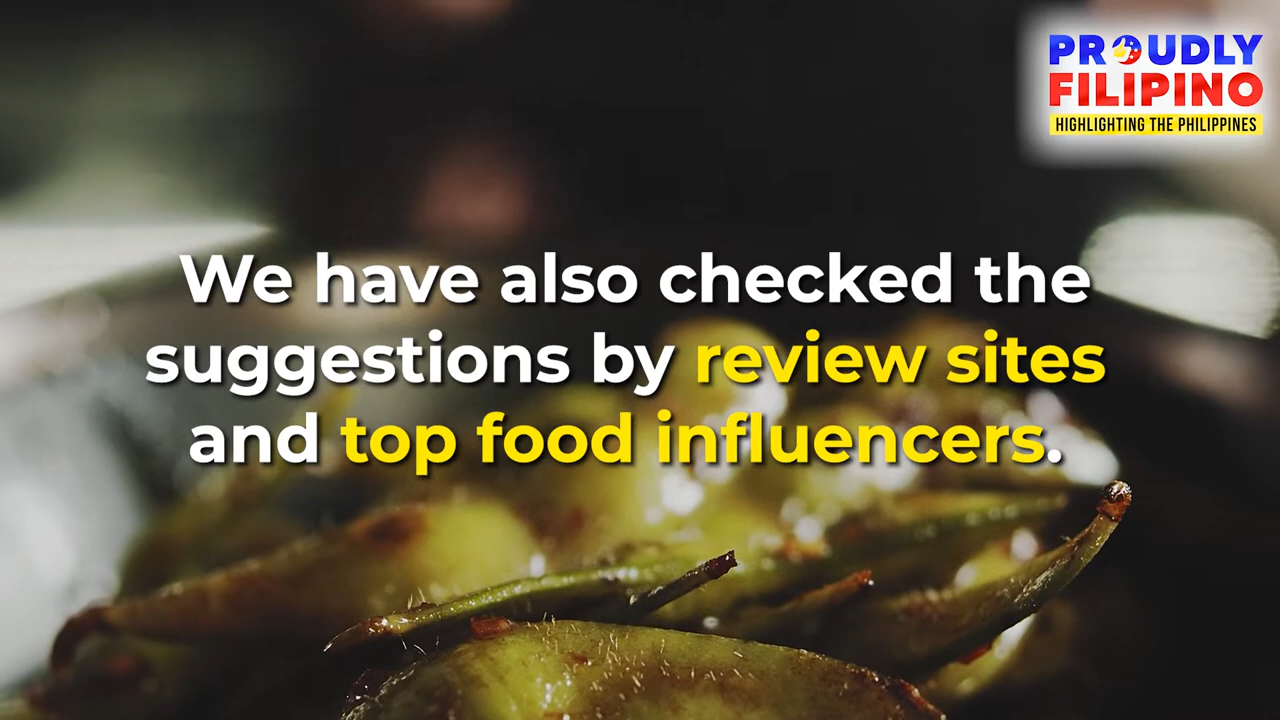 PROUDLY
FILIPINO
HIGHLIGHTING THE PHILIPPINES
We have also checked the
suggestions by review sites
and top food influencers.